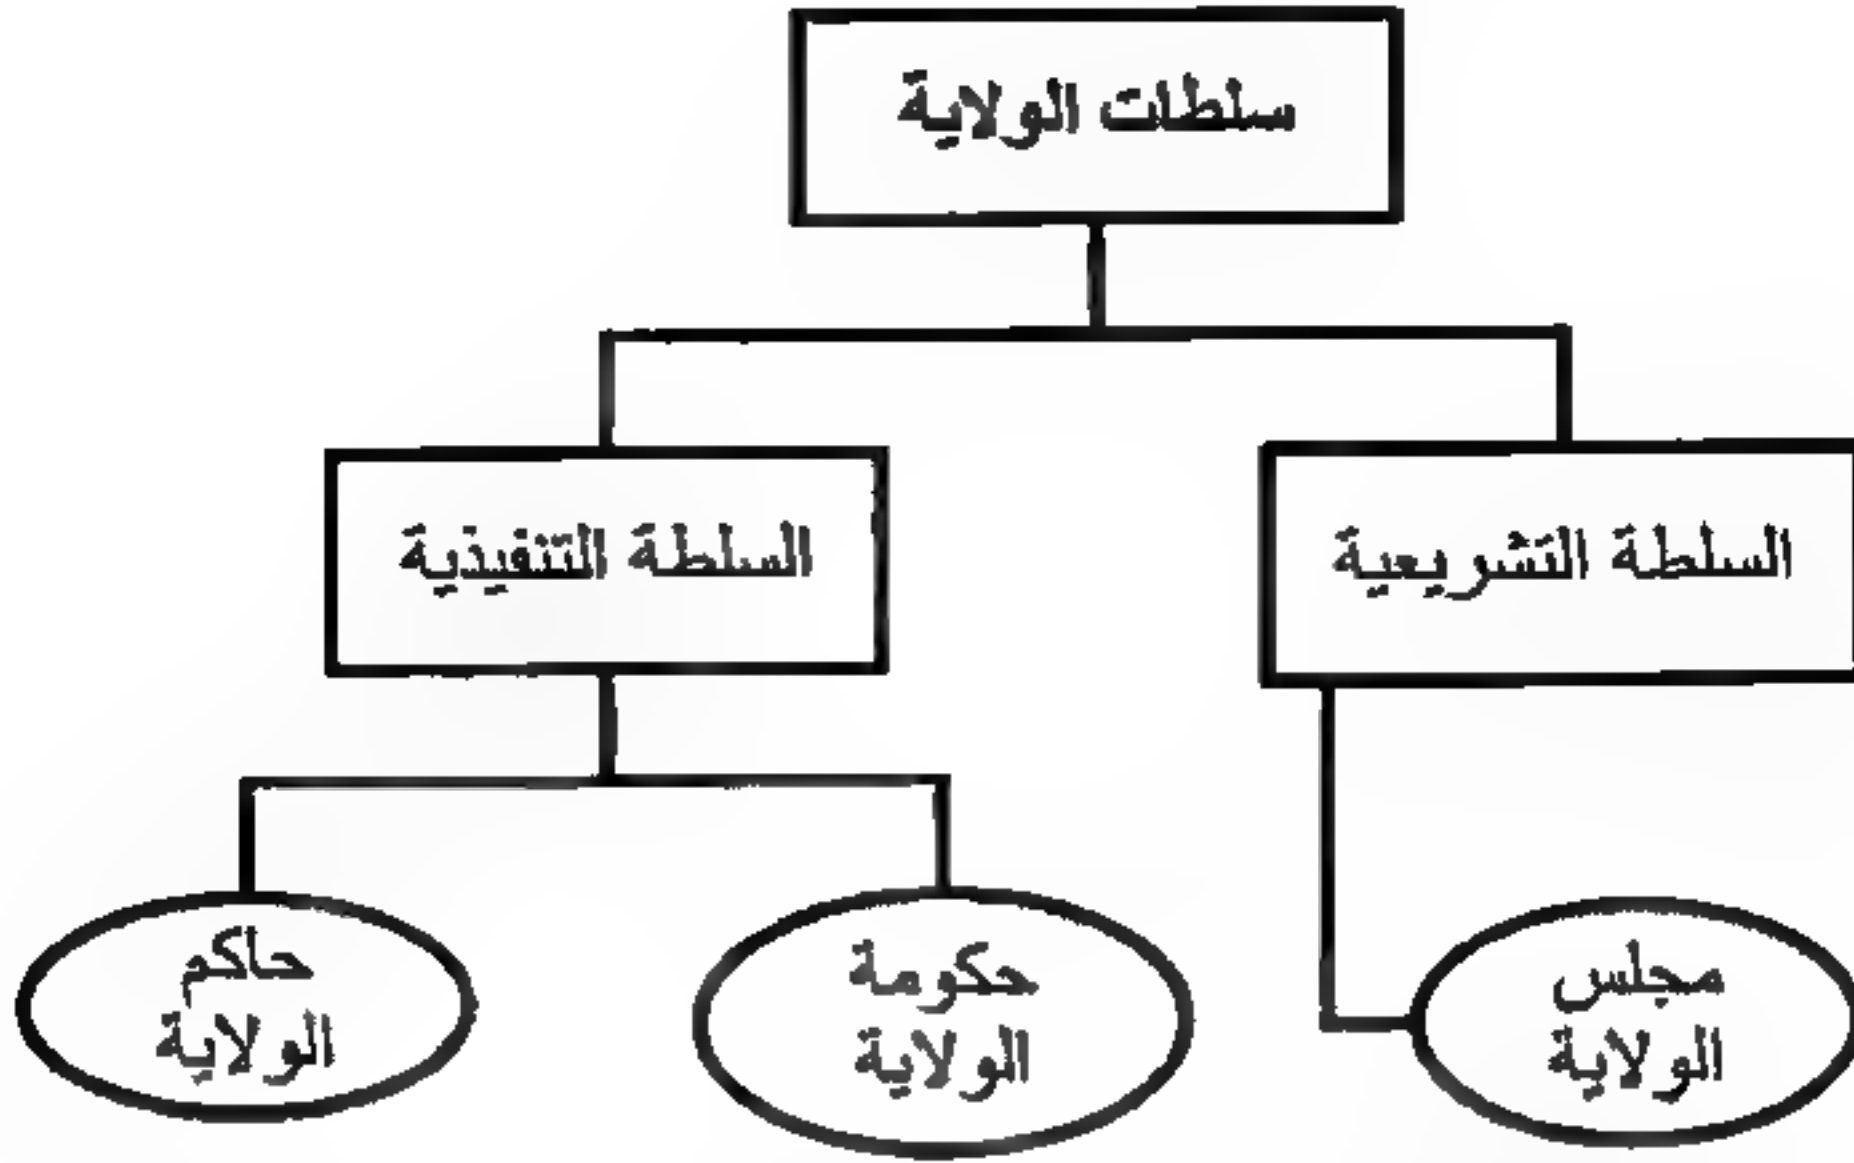 سلطات الولاية
السلطة التشريعية
السلطة التنفيذية
مجلس
الولاية
حكومة
الولاية
حاكم
الولاية